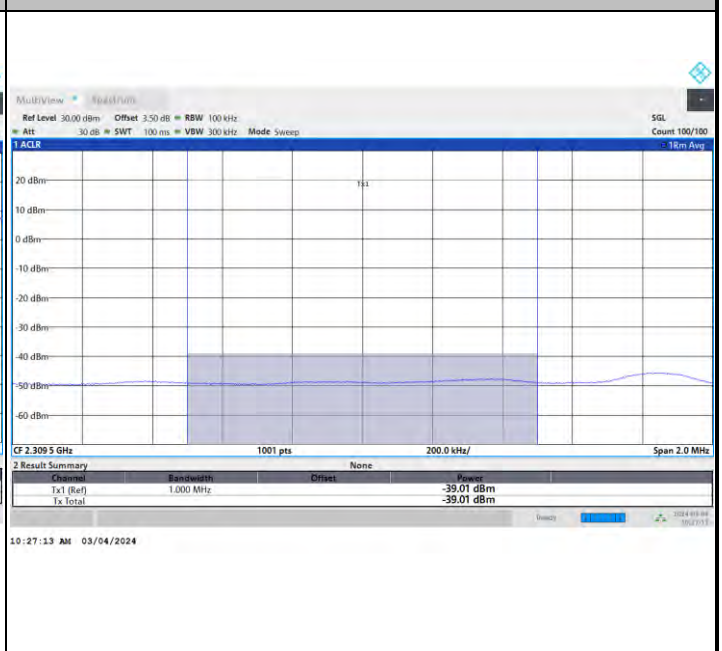 MultiView Spectrum
Ref Level 30.00 dBm Offset 3.50 dB RBW 100 kHz SGL
Att 30 dB SWT 100 ms VBW 300 kHz Mode Sweep Count 100/100
1 ACLR 1Rm Avg
Tx1
20 dBm
10 dBm
0 dBm
-10 dBm
-20 dBm
-30 dBm
-40 dBm
-50 dBm
-60 dBm
CF 2.309 5 GHz 1001 pts 200.0 kHz/ Span 2.0 MHz
2 Result Summary None
Channel Bandwidth Offset Power
Tx1 (Ref) 1.000 MHz -39.01 dBm
Tx Total -39.01 dBm
Ready
10:27:13 AM 03/04/2024